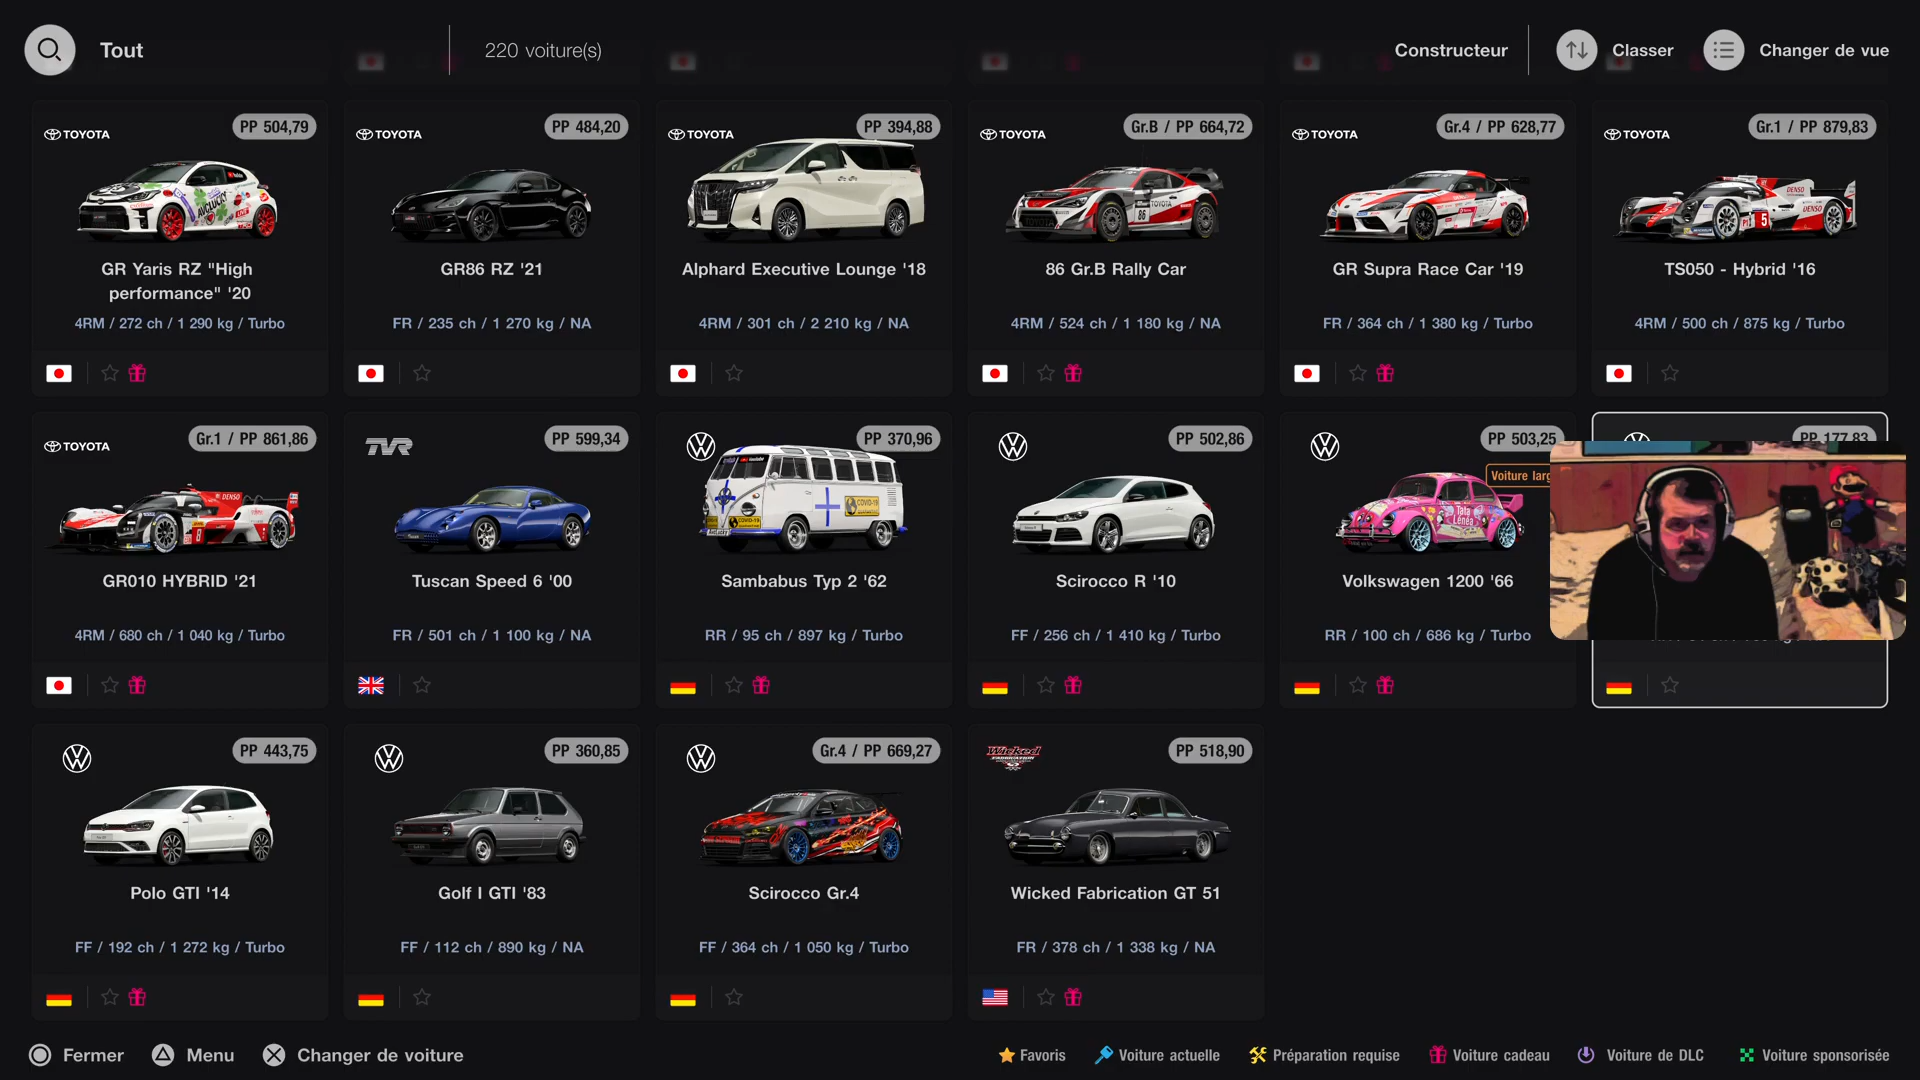 Tout
220 voiture(s)
Constructeur
Classer
Changer de vue
TOYOTA
PP 504,79
GR Yaris RZ "High
performance" '20
4RM / 272 ch / 1 290 kg / Turbo
TOYOTA
PP 484,20
GR86 RZ '21
FR / 235 ch / 1 270 kg / NA
TOYOTA
PP 394,88
Alphard Executive Lounge '18
4RM / 301 ch / 2 210 kg / NA
TOYOTA
Gr.B / PP 664,72
86 Gr.B Rally Car
4RM / 524 ch / 1 180 kg / NA
TOYOTA
Gr.4 / PP 628,77
GR Supra Race Car '19
FR / 364 ch / 1 380 kg / Turbo
TOYOTA
Gr.1 / PP 879,83
TS050 - Hybrid '16
4RM / 500 ch / 875 kg / Turbo
TOYOTA
Gr.1 / PP 861,86
GR010 HYBRID '21
4RM / 680 ch / 1 040 kg / Turbo
TVR
PP 599,34
Tuscan Speed 6 '00
FR / 501 ch / 1 100 kg / NA
PP 370,96
COVID-19
Sambabus Typ 2 '62
RR / 95 ch / 897 kg / Turbo
PP 502,86
Scirocco R '10
FF / 256 ch / 1 410 kg / Turbo
PP 503,25
Voiture larg
Tata
Lenéa
Volkswagen 1200 '66
RR / 100 ch / 686 kg / Turbo
PP 177,83
PP 443,75
Polo GTI '14
FF / 192 ch / 1 272 kg / Turbo
PP 360,85
Golf I GTI '83
FF / 112 ch / 890 kg / NA
Gr.4 / PP 669,27
Scirocco Gr.4
FF / 364 ch / 1 050 kg / Turbo
Wicked
FABRICATION
PP 518,90
Wicked Fabrication GT 51
FR / 378 ch / 1 338 kg / NA
Fermer
Menu
Changer de voiture
Favoris
Voiture actuelle
Préparation requise
Voiture cadeau
Voiture de DLC
Voiture sponsorisée